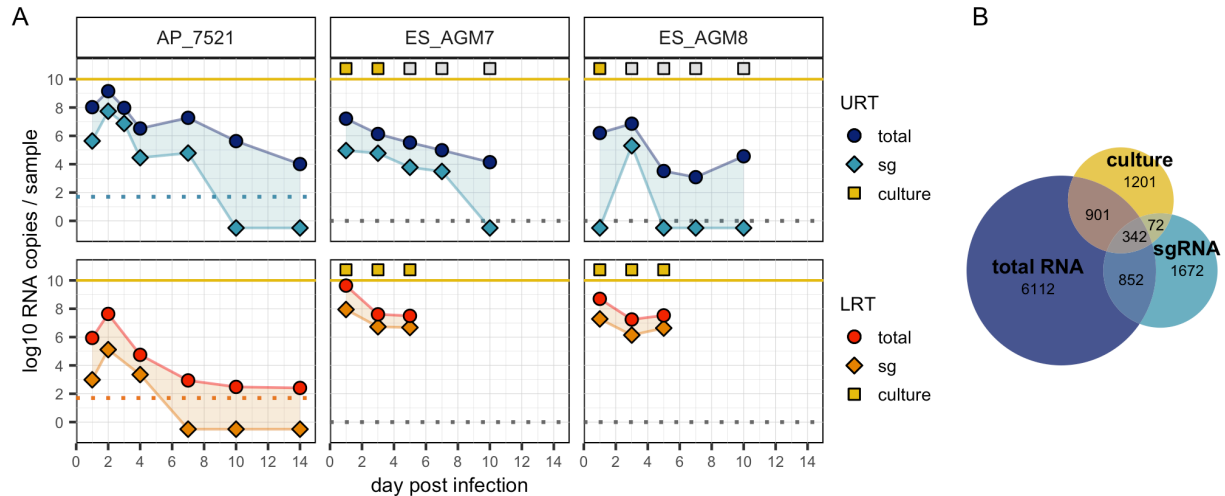 A
B
AP_7521
ES_AGM7
ES_AGM8
10
8
6
4
2
0
10
8
6
4
2
0
log10 RNA copies / sample
0 2 4 6 8 10 12 14
0 2 4 6 8 10 12 14
0 2 4 6 8 10 12 14
day post infection
URT
total
sg
culture
LRT
total
sg
culture
culture
1201
901
72
342
sgRNA
total RNA
1672
6112
852